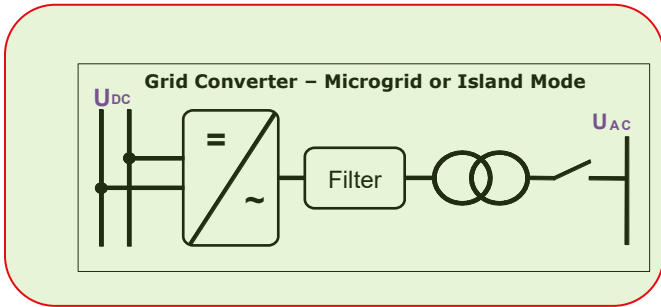 Grid Converter – Microgrid or Island Mode
UDC
UAC
=
Filter
~